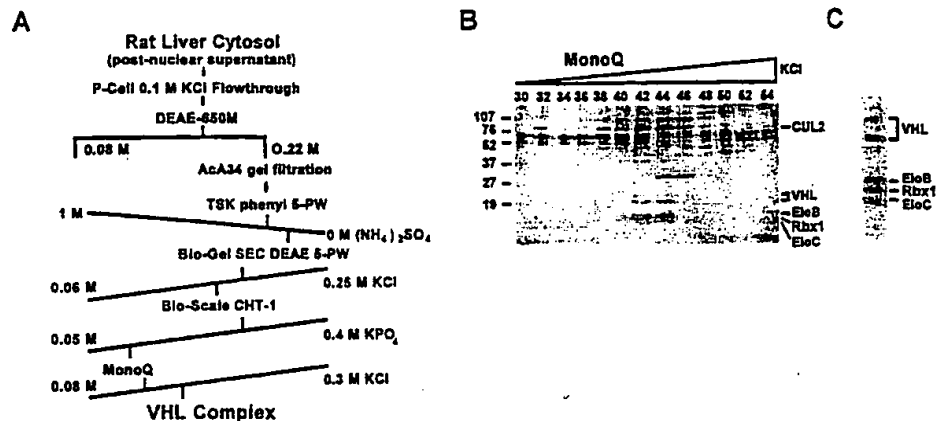 A
Rat Liver Cytosol
(post-nuclear supernatant)
P-Cell 0.1 M KCl Flowthrough
DEAE-650M
0.08 M
0.22 M
AcA34 gel filtration
TSK phenyl 5-PW
1 M
0 M (NH4)2SO4
Bio-Gel SEC DEAE 5-PW
0.06 M
0.25 M KCl
Bio-Scale CHT-1
0.05 M
0.4 M KPO4
MonoQ
0.08 M
0.3 M KCl
VHL Complex
B
MonoQ
KCl
30 32 34 36 38 40 42 44 46 48 50 52 54
107
76
52
37
27
19
CUL2
VHL
EloB
Rbx1
EloC
C
VHL
EloB
Rbx1
EloC